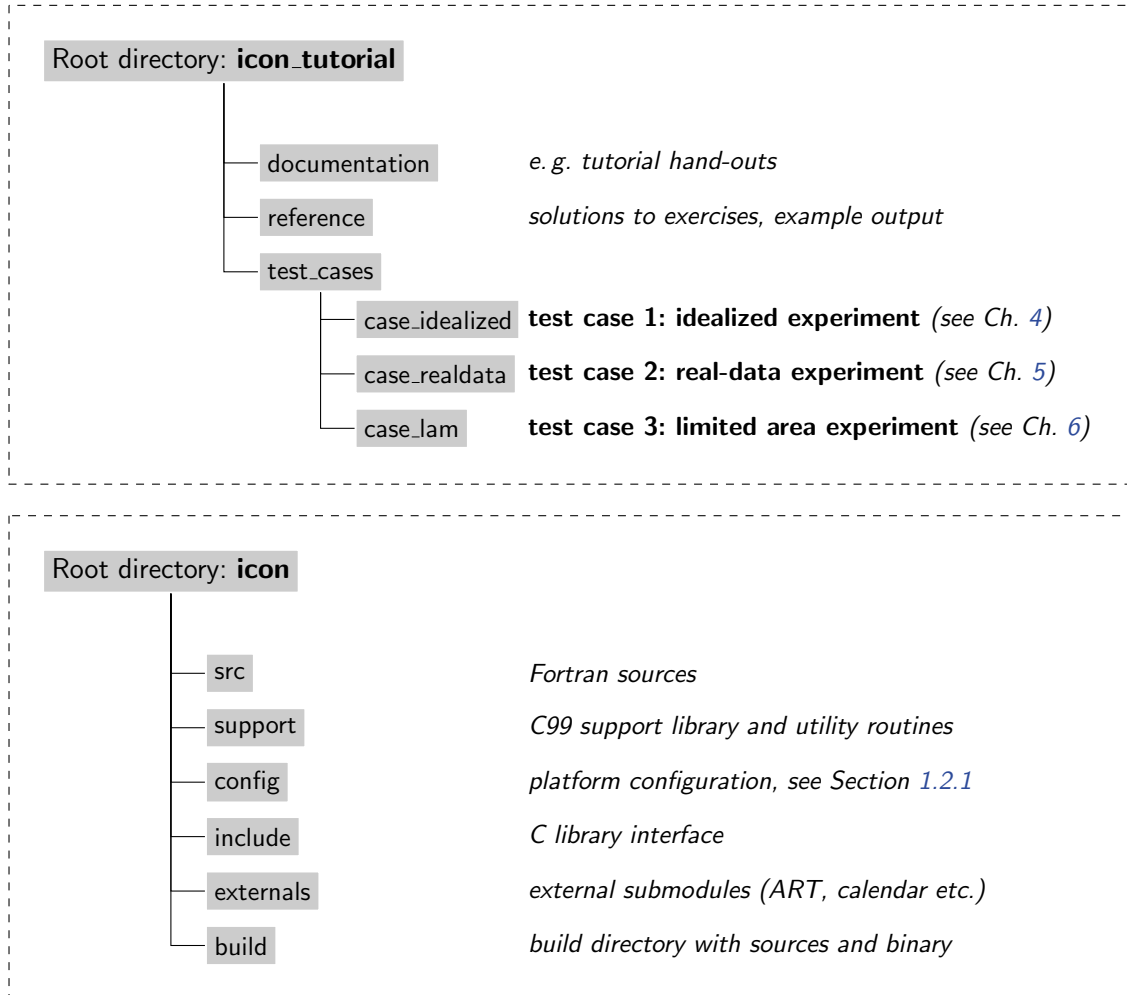 Root directory: icon_tutorial
documentation e. g. tutorial hand-outs
reference solutions to exercises, example output
test_cases
case_idealized test case 1: idealized experiment (see Ch. 4)
case_realdata test case 2: real-data experiment (see Ch. 5)
case_lam test case 3: limited area experiment (see Ch. 6)
Root directory: icon
src Fortran sources
support C99 support library and utility routines
config platform configuration, see Section 1.2.1
include C library interface
externals external submodules (ART, calendar etc.)
build build directory with sources and binary